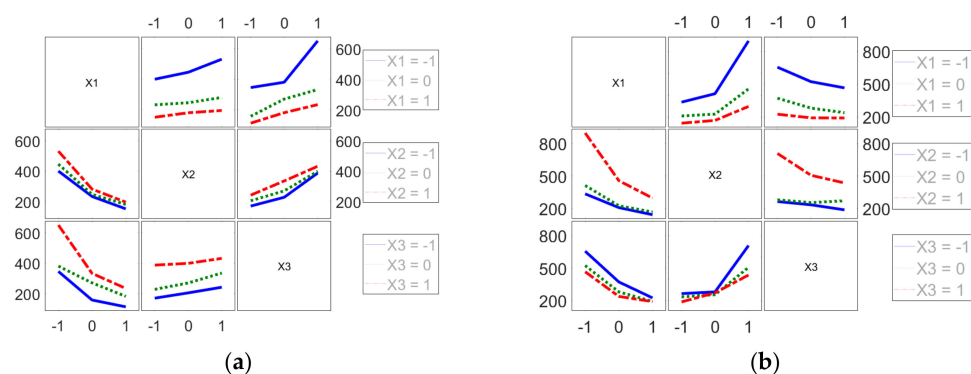 -1 0 1 -1 0 1
X1
600
400
200
X1 = -1
X1 = 0
X1 = 1
600
400
200
X2
X2 = -1
X2 = 0
X2 = 1
600
400
200
X3
X3 = -1
X3 = 0
X3 = 1
-1 0 1 -1 0 1
(a)
-1 0 1 -1 0 1
X1
800
500
200
X1 = -1
X1 = 0
X1 = 1
800
500
200
X2
800
500
200
X2 = -1
X2 = 0
X2 = 1
800
500
200
X3
X3 = -1
X3 = 0
X3 = 1
-1 0 1 -1 0 1
(b)